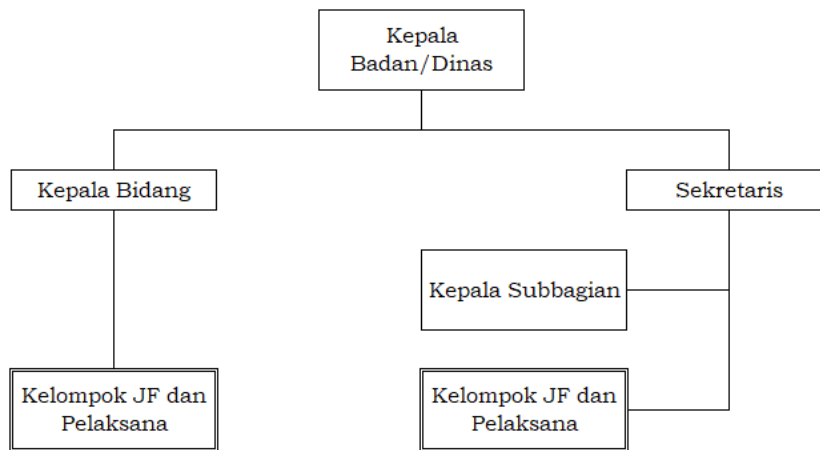 Kepala
Badan/Dinas
Kepala Bidang
Sekretaris
Kepala Subbagian
Kelompok JF dan
Pelaksana
Kelompok JF dan
Pelaksana